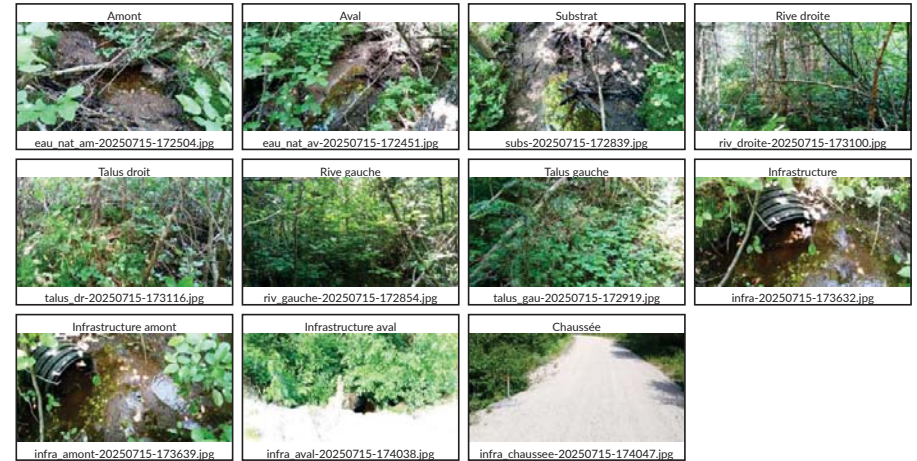 Amont
Aval
Substrat
Rive droite
eau_nat_am-20250715-172504.jpg
eau_nat_av-20250715-172451.jpg
subs-20250715-172839.jpg
riv_droite-20250715-173100.jpg
Talus droit
Rive gauche
Talus gauche
Infrastructure
talus_dr-20250715-173116.jpg
riv_gauche-20250715-172854.jpg
talus_gau-20250715-172919.jpg
infra-20250715-173632.jpg
Infrastructure amont
Infrastructure aval
Chaussée
infra_amont-20250715-173639.jpg
infra_aval-20250715-174038.jpg
infra_chaussee-20250715-174047.jpg